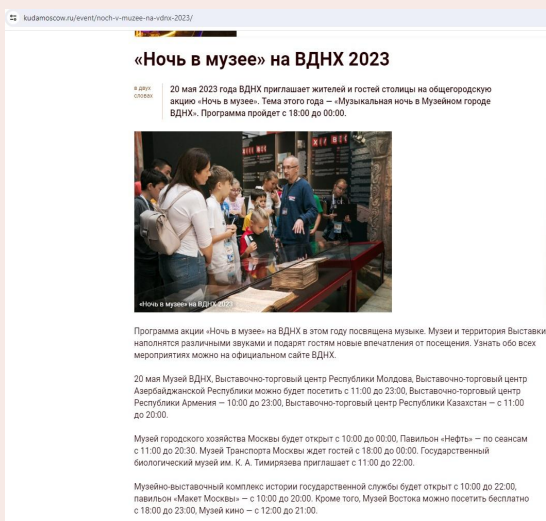 kudamoscow.ru/event/noch-v-muzee-na-vdnx-2023/
«Ночь в музее» на ВДНХ 2023
в двух
словах
20 мая 2023 года ВДНХ приглашает жителей и гостей столицы на общегородскую
акцию «Ночь в музее». Тема этого года — «Музыкальная ночь в Музейном городе
ВДНХ». Программа пройдет с 18:00 до 00:00.
«Ночь в музее» на ВДНХ 2023
Программа акции «Ночь в музее» на ВДНХ в этом году посвящена музыке. Музеи и территория Выставки
наполнятся различными звуками и подарят гостям новые впечатления от посещения. Узнать обо всех
мероприятиях можно на официальном сайте ВДНХ.
20 мая Музей ВДНХ, Выставочно-торговый центр Республики Молдова, Выставочно-торговый центр
Азербайджанской Республики можно будет посетить с 11:00 до 23:00, Выставочно-торговый центр
Республики Армения — 10:00 до 23:00, Выставочно-торговый центр Республики Казахстан — с 11:00
до 20:00.
Музей городского хозяйства Москвы будет открыт с 10:00 до 00:00, Павильон «Нефть» — по сеансам
с 11:00 до 20:30. Музей Транспорта Москвы ждет гостей с 18:00 до 00:00. Государственный
биологический музей им. К. А. Тимирязева приглашает с 11:00 до 22:00.
Музейно-выставочный комплекс истории государственной службы будет открыт с 10:00 до 22:00,
павильон «Макет Москвы» — с 10:00 до 20:00. Кроме того, Музей Востока можно посетить бесплатно
с 18:00 до 23:00, Музей кино — с 12:00 до 21:00.